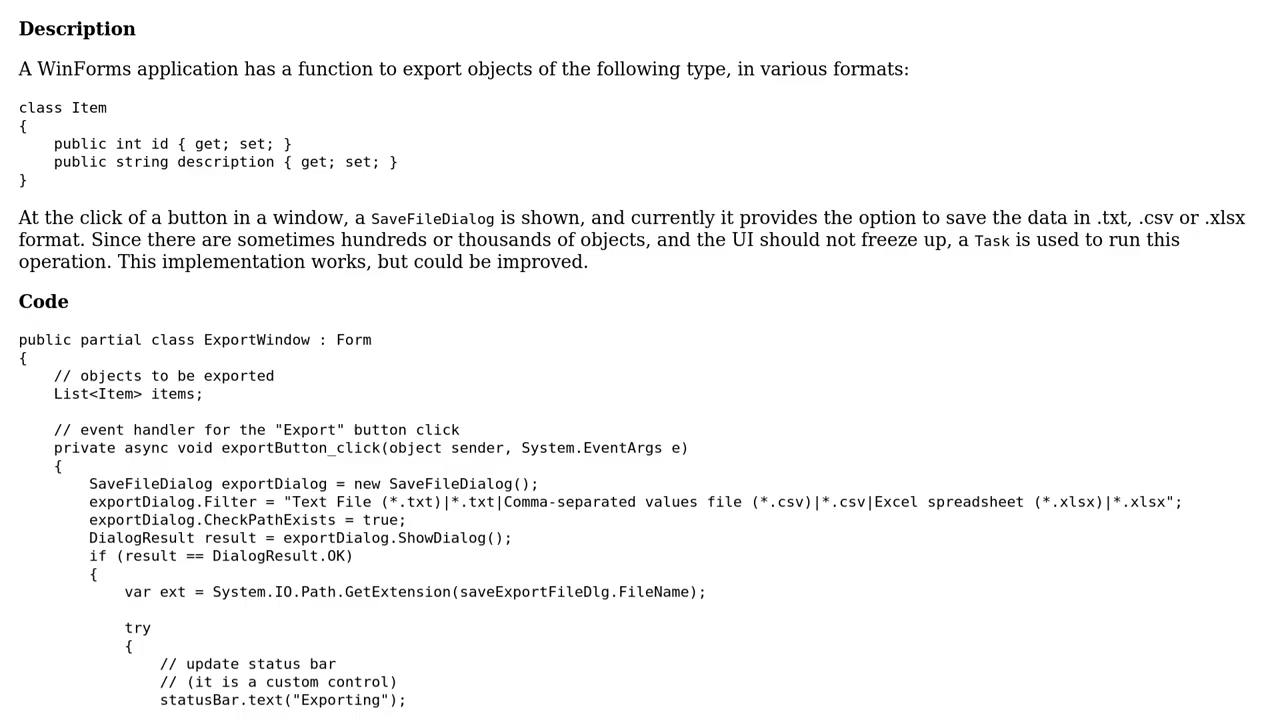 Description
A WinForms application has a function to export objects of the following type, in various formats:
class Item
{
    public int id { get; set; }
    public string description { get; set; }
}
At the click of a button in a window, a SaveFileDialog is shown, and currently it provides the option to save the data in .txt, .csv or .xlsx
format. Since there are sometimes hundreds or thousands of objects, and the UI should not freeze up, a Task is used to run this
operation. This implementation works, but could be improved.
Code
public partial class ExportWindow : Form
{
    // objects to be exported
    List<Item> items;
    // event handler for the "Export" button click
    private async void exportButton_click(object sender, System.EventArgs e)
    {
        SaveFileDialog exportDialog = new SaveFileDialog();
        exportDialog.Filter = "Text File (*.txt)|*.txt|Comma-separated values file (*.csv)|*.csv|Excel spreadsheet (*.xlsx)|*.xlsx";
        exportDialog.CheckPathExists = true;
        DialogResult result = exportDialog.ShowDialog();
        if (result == DialogResult.OK)
        {
            var ext = System.IO.Path.GetExtension(saveExportFileDlg.FileName);
            try
            {
                // update status bar
                // (it is a custom control)
                statusBar.text("Exporting");